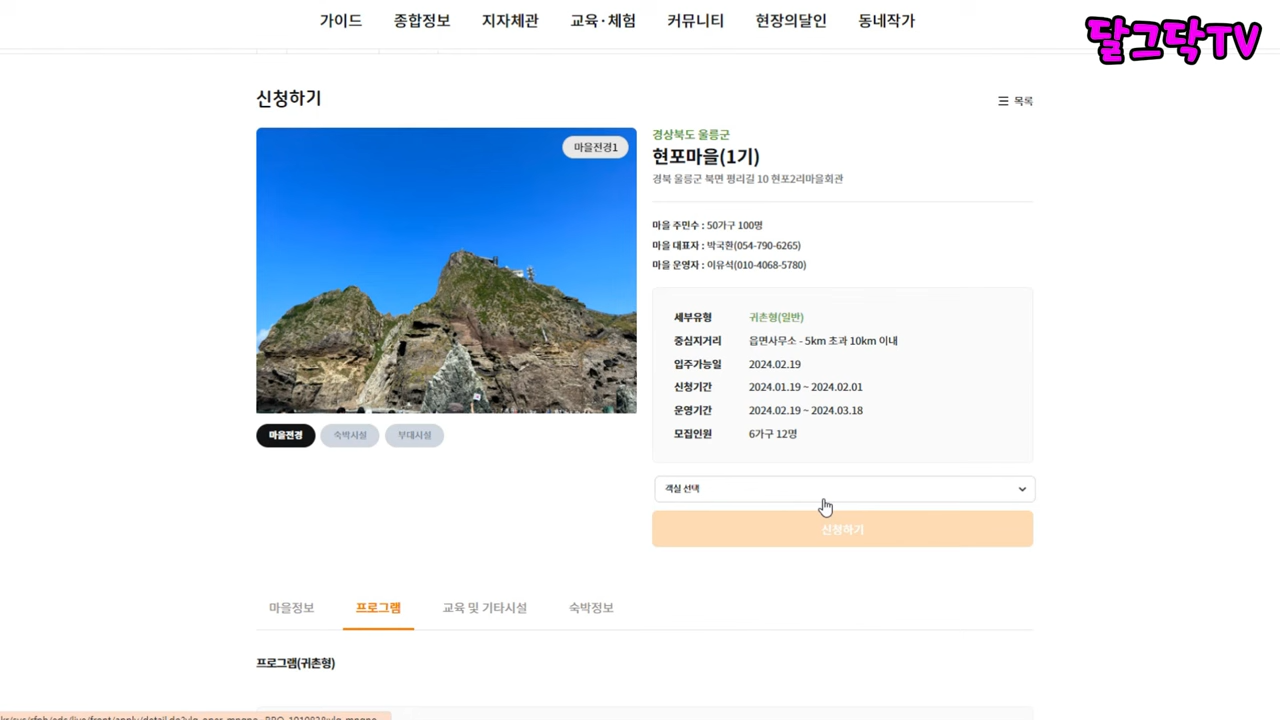 가이드 종합정보 지자체관 교육·체험 커뮤니티 현장의달인 동네작가
달그닥TV
신청하기
목록
마을전경1
경상북도 울릉군
현포마을(1기)
경북 울릉군 북면 평리길 10 현포2리마을회관
마을 주민수 : 50가구 100명
마을 대표자 : 박국환(054-790-6265)
마을 운영자 : 이유석(010-4068-5780)
세부유형 귀촌형(일반)
중심지거리 읍면사무소 - 5km 초과 10km 이내
입주가능일 2024.02.19
신청기간 2024.01.19 ~ 2024.02.01
운영기간 2024.02.19 ~ 2024.03.18
모집인원 6가구 12명
마을전경 숙박시설 부대시설
객실 선택
신청하기
마을정보 프로그램 교육 및 기타시설 숙박정보
프로그램(귀촌형)